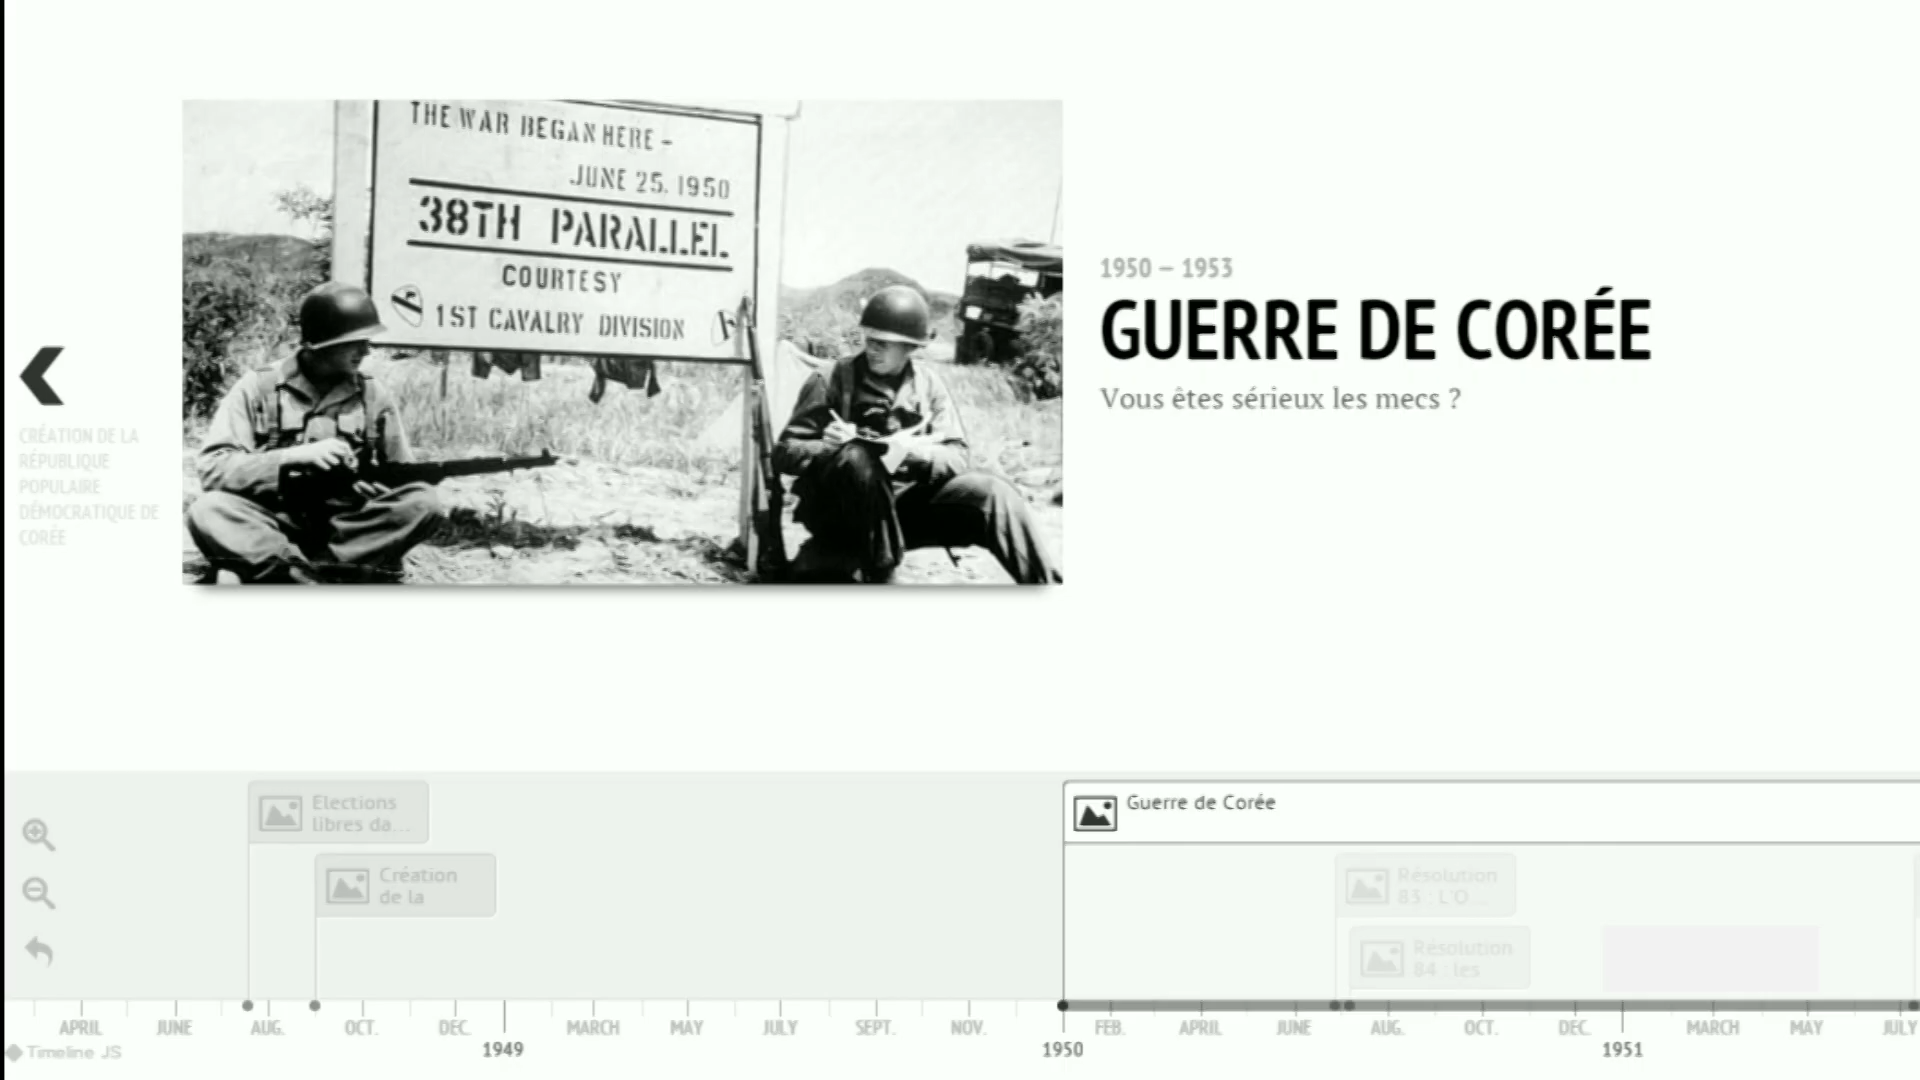 THE WAR BEGAN HERE –
JUNE 25, 1950
38TH PARALLEL
COURTESY
1ST CAVALRY DIVISION
1950 – 1953
GUERRE DE CORÉE
Vous êtes sérieux les mecs ?
CRÉATION DE LA
RÉPUBLIQUE
POPULAIRE
DÉMOCRATIQUE DE
CORÉE
Elections
libres da...
Création
de la
Guerre de Corée
Résolution
83 : L'O...
Résolution
84 : les
APRIL JUNE AUG. OCT. DEC. MARCH MAY JULY SEPT. NOV. FEB. APRIL JUNE AUG. OCT. DEC. MARCH MAY JULY
1949 1950 1951
Timeline JS